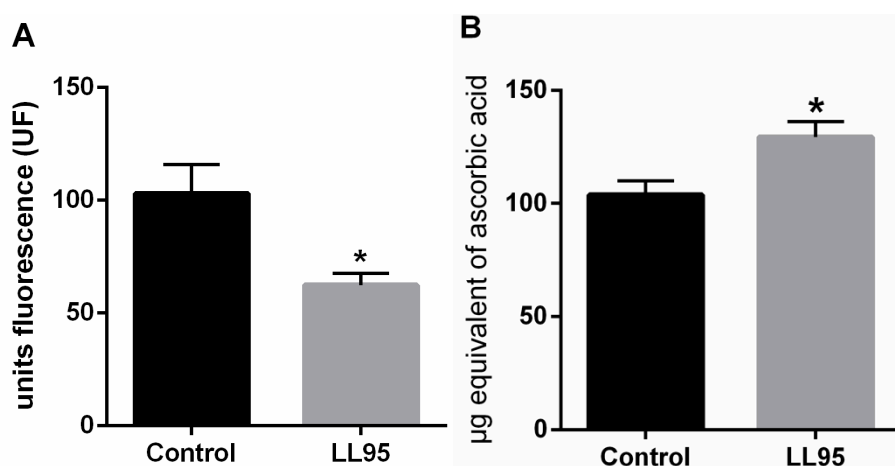 A
units fluorescence (UF)
150
100
50
0
*
Control
LL95
B
µg equivalent of ascorbic acid
150
100
50
0
*
Control
LL95